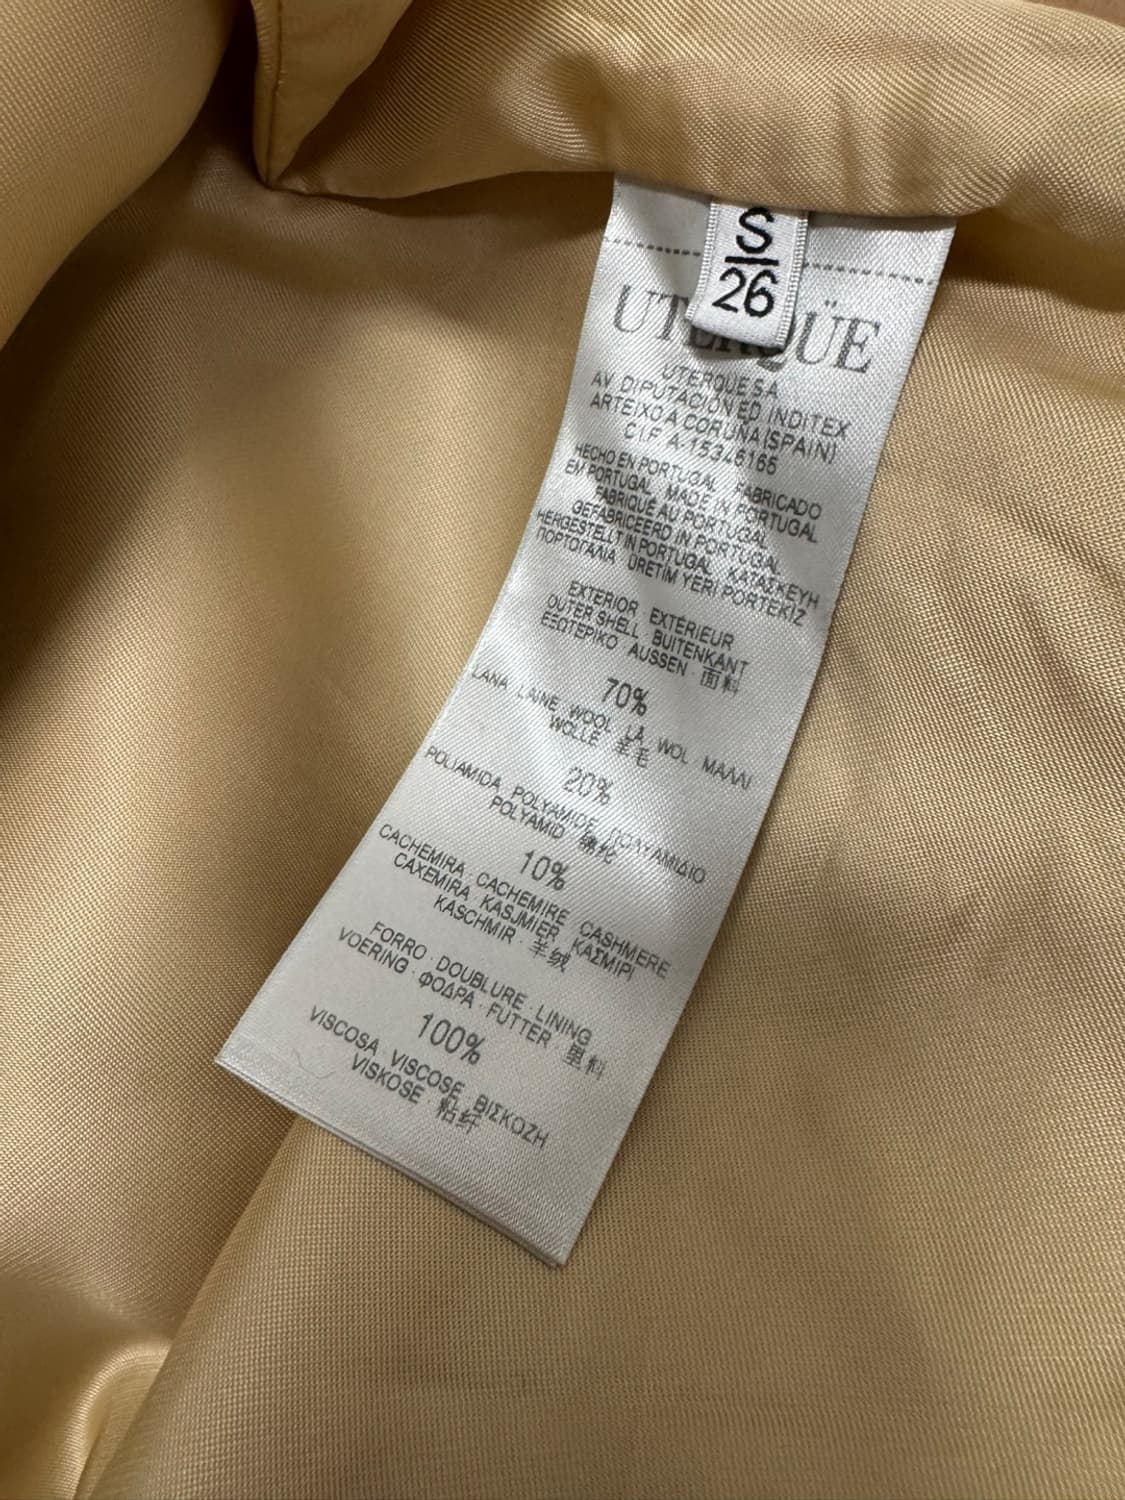 S
26
UTERQÜE
UTERQUE S.A
AV. DIPUTACION ED INDITEX
ARTEIXO A CORUÑA (SPAIN)
C I F A-15346165
HECHO EN PORTUGAL FABRICADO
EM PORTUGAL MADE IN PORTUGAL
FABRIQUÉ AU PORTUGAL
GEFABRICEERD IN PORTUGAL
HERGESTELLT IN PORTUGAL ΚΑΤΑΣΚΕΥΗ
ΠΟΡΤΟΓΑΛΙΑ ÜRETIM YERI PORTEKIZ
EXTERIOR · EXTÉRIEUR
OUTER SHELL · BUITENKANT
ΕΞΩΤΕΡΙΚΟ · AUSSEN · 面料
70%
LANA · LAINE · WOOL · LÃ · WOL · ΜΑΛΛΙ
WOLLE · 羊毛
20%
POLIAMIDA · POLYAMIDE · ΠΟΛΥΑΜΙΔΙΟ
POLYAMID · 锦纶
10%
CACHEMIRA · CACHEMIRE · CASHMERE
CAXEMIRA · KASJMIER · ΚΑΣΜΙΡΙ
KASCHMIR · 羊绒
FORRO · DOUBLURE · LINING
VOERING · ΦΟΔΡΑ · FUTTER · 里料
100%
VISCOSA · VISCOSE · ΒΙΣΚΟΖΗ
VISKOSE · 粘纤